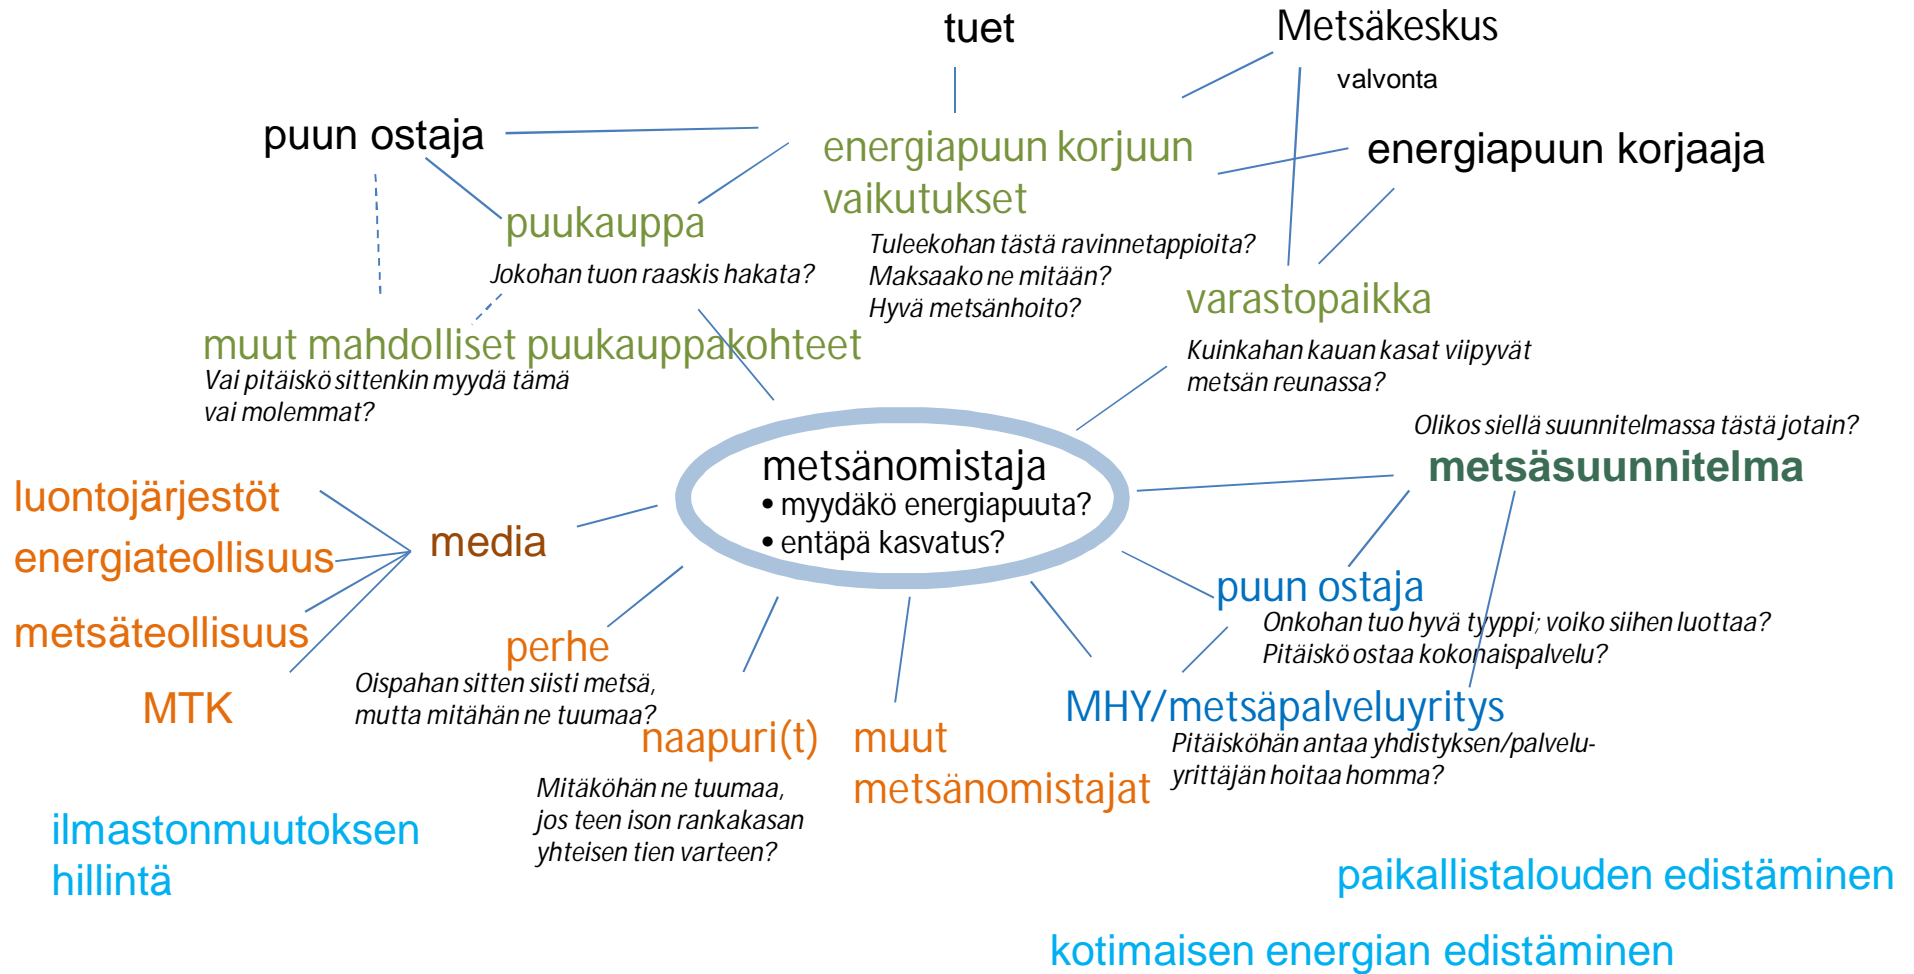 tuet
Metsäkeskus
valvonta
puun ostaja
energiapuun korjuun
vaikutukset
energiapuun korjaaja
puukauppa
Jokohan tuon raaskis hakata?
Tuleekohan tästä ravinnetappioita?
Maksaako ne mitään?
Hyvä metsänhoito?
varastopaikka
Kuinkahan kauan kasat viipyvät
metsän reunassa?
muut mahdolliset puukauppakohteet
Vai pitäiskö sittenkin myydä tämä
vai molemmat?
Olikos siellä suunnitelmassa tästä jotain?
metsäsuunnitelma
metsänomistaja
• myydäkö energiapuuta?
• entäpä kasvatus?
luontojärjestöt
energiateollisuus
metsäteollisuus
MTK
media
perhe
Oispahan sitten siisti metsä,
mutta mitähän ne tuumaa?
puun ostaja
Onkohan tuo hyvä tyyppi; voiko siihen luottaa?
Pitäiskö ostaa kokonaispalvelu?
MHY/metsäpalveluyritys
Pitäisköhän antaa yhdistyksen/palvelu-
yrittäjän hoitaa homma?
naapuri(t)
Mitäköhän ne tuumaa,
jos teen ison rankakasan
yhteisen tien varteen?
muut
metsänomistajat
ilmastonmuutoksen
hillintä
paikallistalouden edistäminen
kotimaisen energian edistäminen